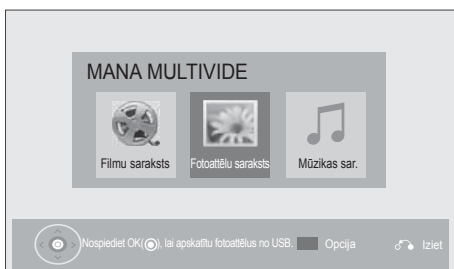 MANA MULTIVIDE
Filmu saraksts
Fotoattēlu saraksts
Mūzikas sar.
Nospiediet OK(◉), lai apskatītu fotoattēlus no USB.
Opcija
Iziet